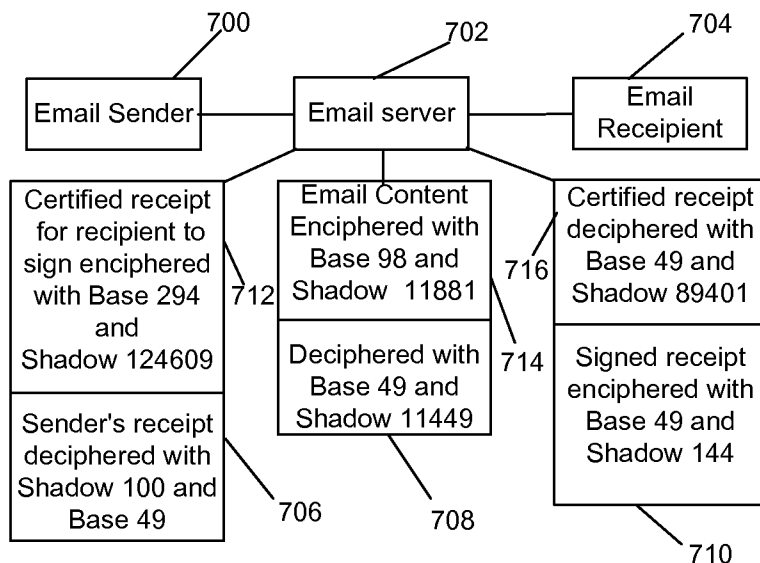 700
702
704
Email Sender
Email server
Email
Receipient
Certified receipt
for recipient to
sign enciphered
with Base 294
and
Shadow 124609
712
Email Content
Enciphered with
Base 98 and
Shadow 11881
716
Certified receipt
deciphered with
Base 49 and
Shadow 89401
714
Sender's receipt
deciphered with
Shadow 100 and
Base 49
706
Deciphered with
Base 49 and
Shadow 11449
708
Signed receipt
enciphered with
Base 49 and
Shadow 144
710